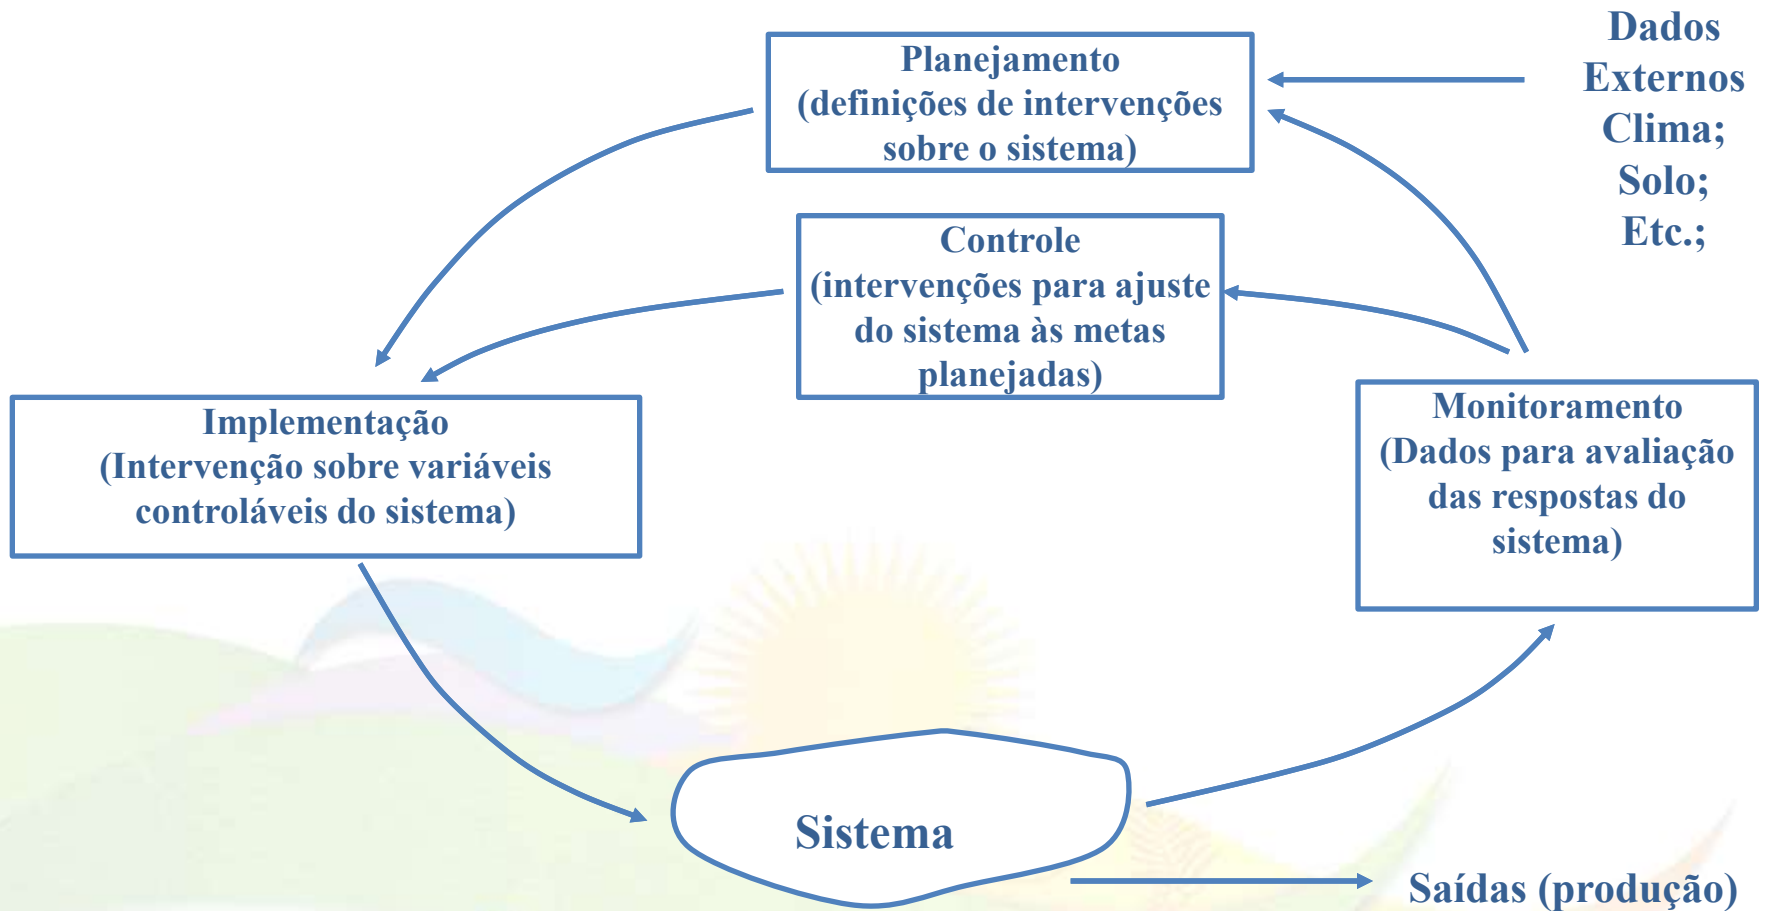 Planejamento
(definições de intervenções
sobre o sistema)
Dados
Externos
Clima;
Solo;
Etc.;
Controle
(intervenções para ajuste
do sistema às metas
planejadas)
Implementação
(Intervenção sobre variáveis
controláveis do sistema)
Monitoramento
(Dados para avaliação
das respostas do
sistema)
Sistema
Saídas (produção)